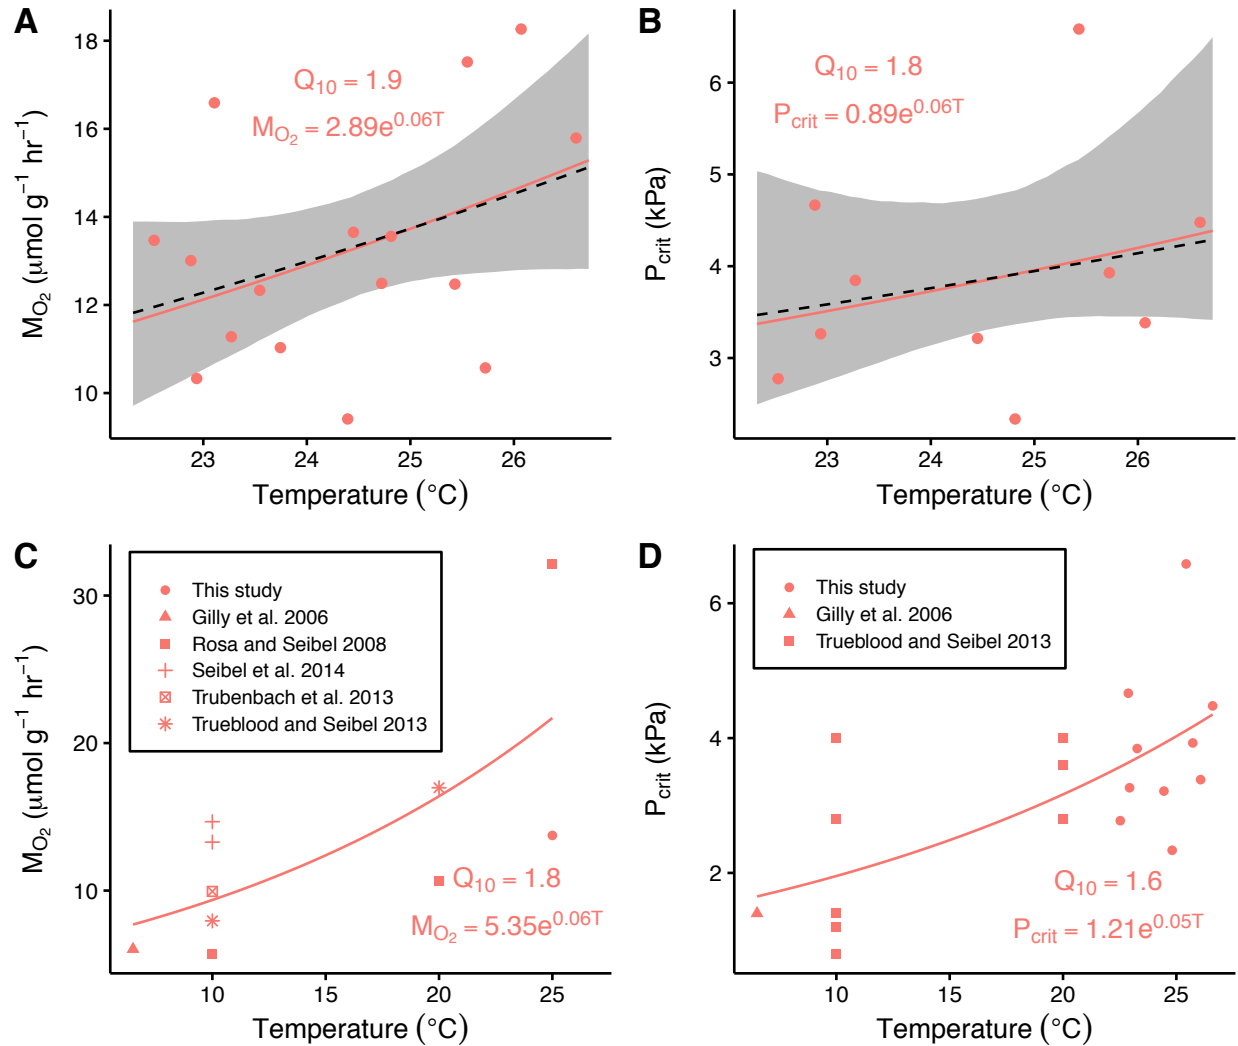 A
18
16
14
12
10
M_O₂ (μmol g⁻¹ hr⁻¹)
Q₁₀ = 1.9
M_O₂ = 2.89e^0.06T
23
24
25
26
Temperature (°C)
B
6
5
4
3
P_crit (kPa)
Q₁₀ = 1.8
P_crit = 0.89e^0.06T
23
24
25
26
Temperature (°C)
C
30
20
10
M_O₂ (μmol g⁻¹ hr⁻¹)
This study
Gilly et al. 2006
Rosa and Seibel 2008
Seibel et al. 2014
Trubenbach et al. 2013
Trueblood and Seibel 2013
Q₁₀ = 1.8
M_O₂ = 5.35e^0.06T
10
15
20
25
Temperature (°C)
D
6
4
2
P_crit (kPa)
This study
Gilly et al. 2006
Trueblood and Seibel 2013
Q₁₀ = 1.6
P_crit = 1.21e^0.05T
10
15
20
25
Temperature (°C)